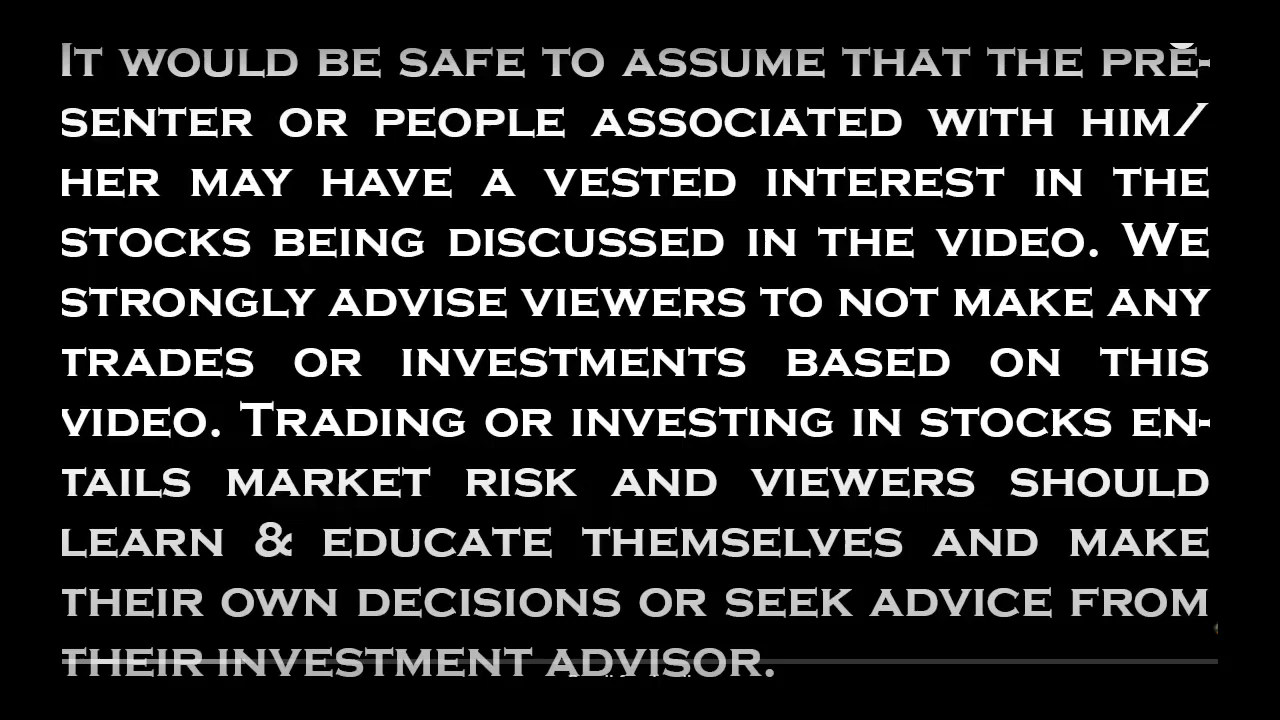 It would be safe to assume that the pre-
senter or people associated with him/
her may have a vested interest in the
stocks being discussed in the video. We
strongly advise viewers to not make any
trades or investments based on this
video. Trading or investing in stocks en-
tails market risk and viewers should
learn & educate themselves and make
their own decisions or seek advice from
their investment advisor.